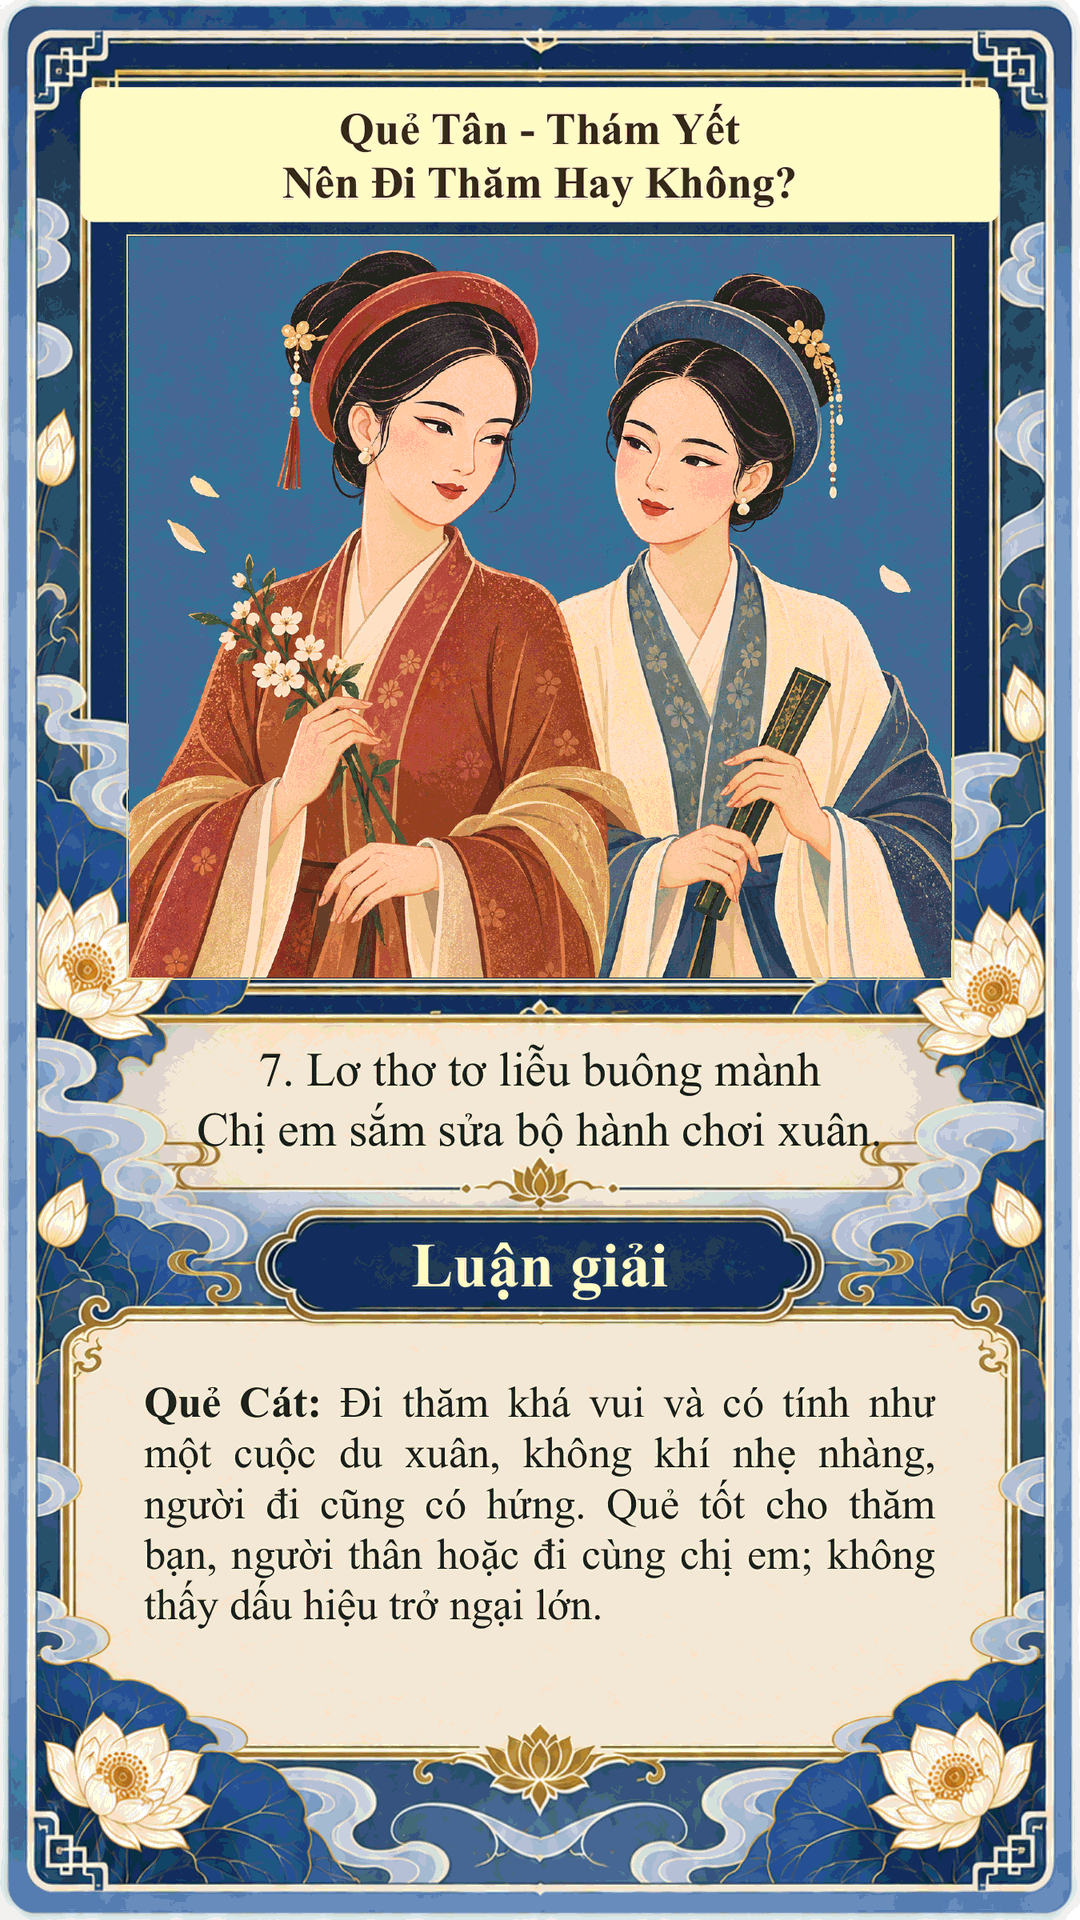 Quẻ Tân - Thám Yết
Nên Đi Thăm Hay Không?
7. Lơ thơ tơ liễu buông mành
Chị em sắm sửa bộ hành chơi xuân.
Luận giải
Quẻ Cát: Đi thăm khá vui và có tính như
một cuộc du xuân, không khí nhẹ nhàng,
người đi cũng có hứng. Quẻ tốt cho thăm
bạn, người thân hoặc đi cùng chị em; không
thấy dấu hiệu trở ngại lớn.